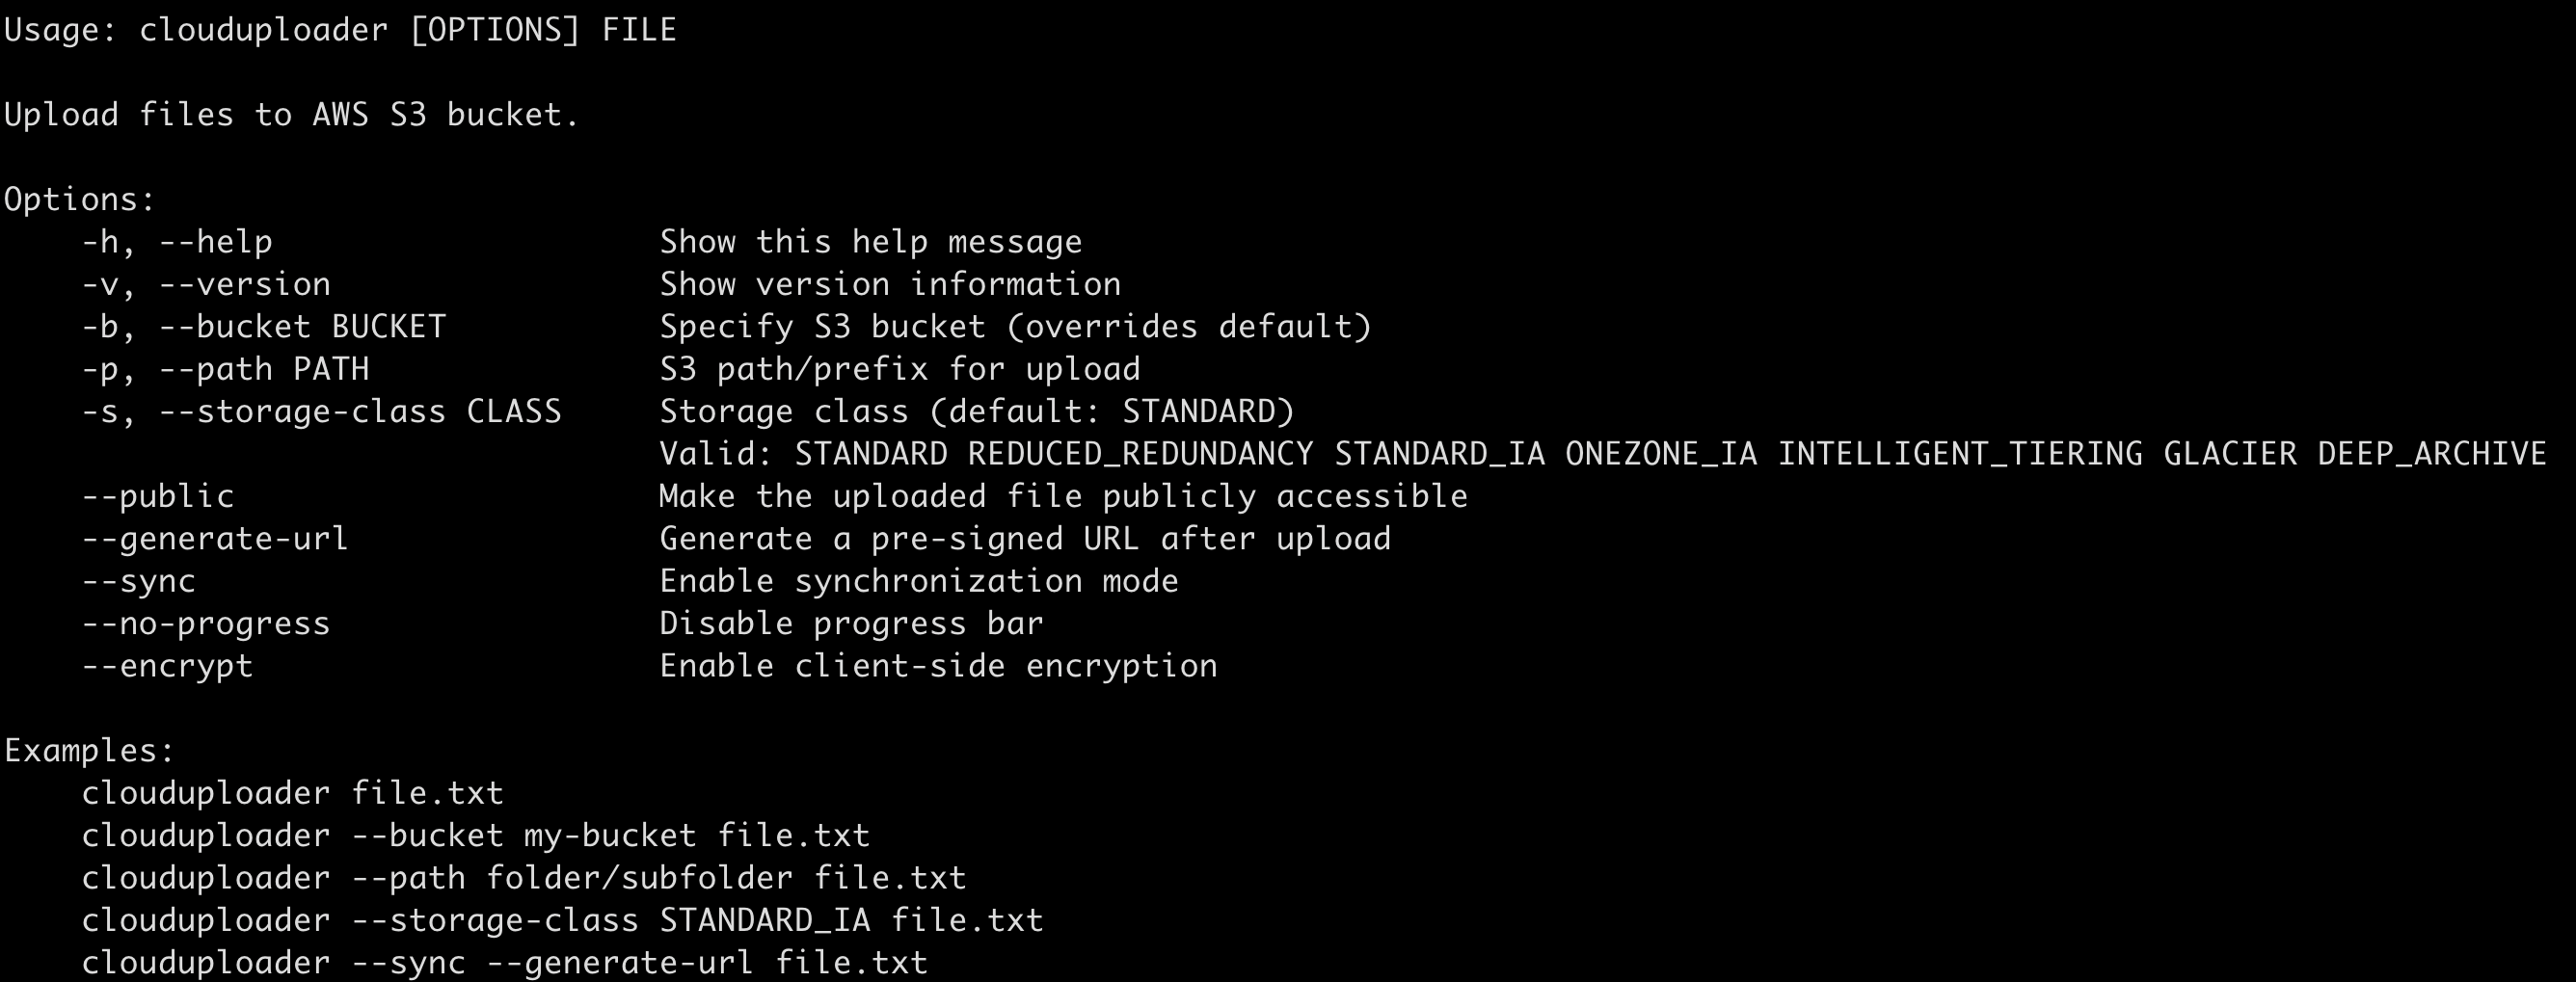 Usage: clouduploader [OPTIONS] FILE

Upload files to AWS S3 bucket.

Options:
    -h, --help                    Show this help message
    -v, --version                 Show version information
    -b, --bucket BUCKET           Specify S3 bucket (overrides default)
    -p, --path PATH               S3 path/prefix for upload
    -s, --storage-class CLASS     Storage class (default: STANDARD)
                                  Valid: STANDARD REDUCED_REDUNDANCY STANDARD_IA ONEZONE_IA INTELLIGENT_TIERING GLACIER DEEP_ARCHIVE
    --public                      Make the uploaded file publicly accessible
    --generate-url                Generate a pre-signed URL after upload
    --sync                        Enable synchronization mode
    --no-progress                 Disable progress bar
    --encrypt                     Enable client-side encryption

Examples:
    clouduploader file.txt
    clouduploader --bucket my-bucket file.txt
    clouduploader --path folder/subfolder file.txt
    clouduploader --storage-class STANDARD_IA file.txt
    clouduploader --sync --generate-url file.txt